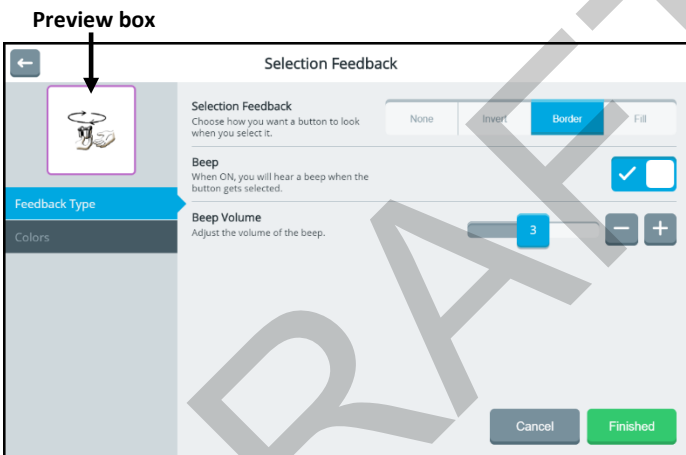 Preview box
Selection Feedback
Selection Feedback
Choose how you want a button to look
when you select it.
None
Invert
Border
Fill
Beep
When ON, you will hear a beep when the
button gets selected.
Feedback Type
Beep Volume
Adjust the volume of the beep.
3
Colors
Cancel
Finished
RAFT